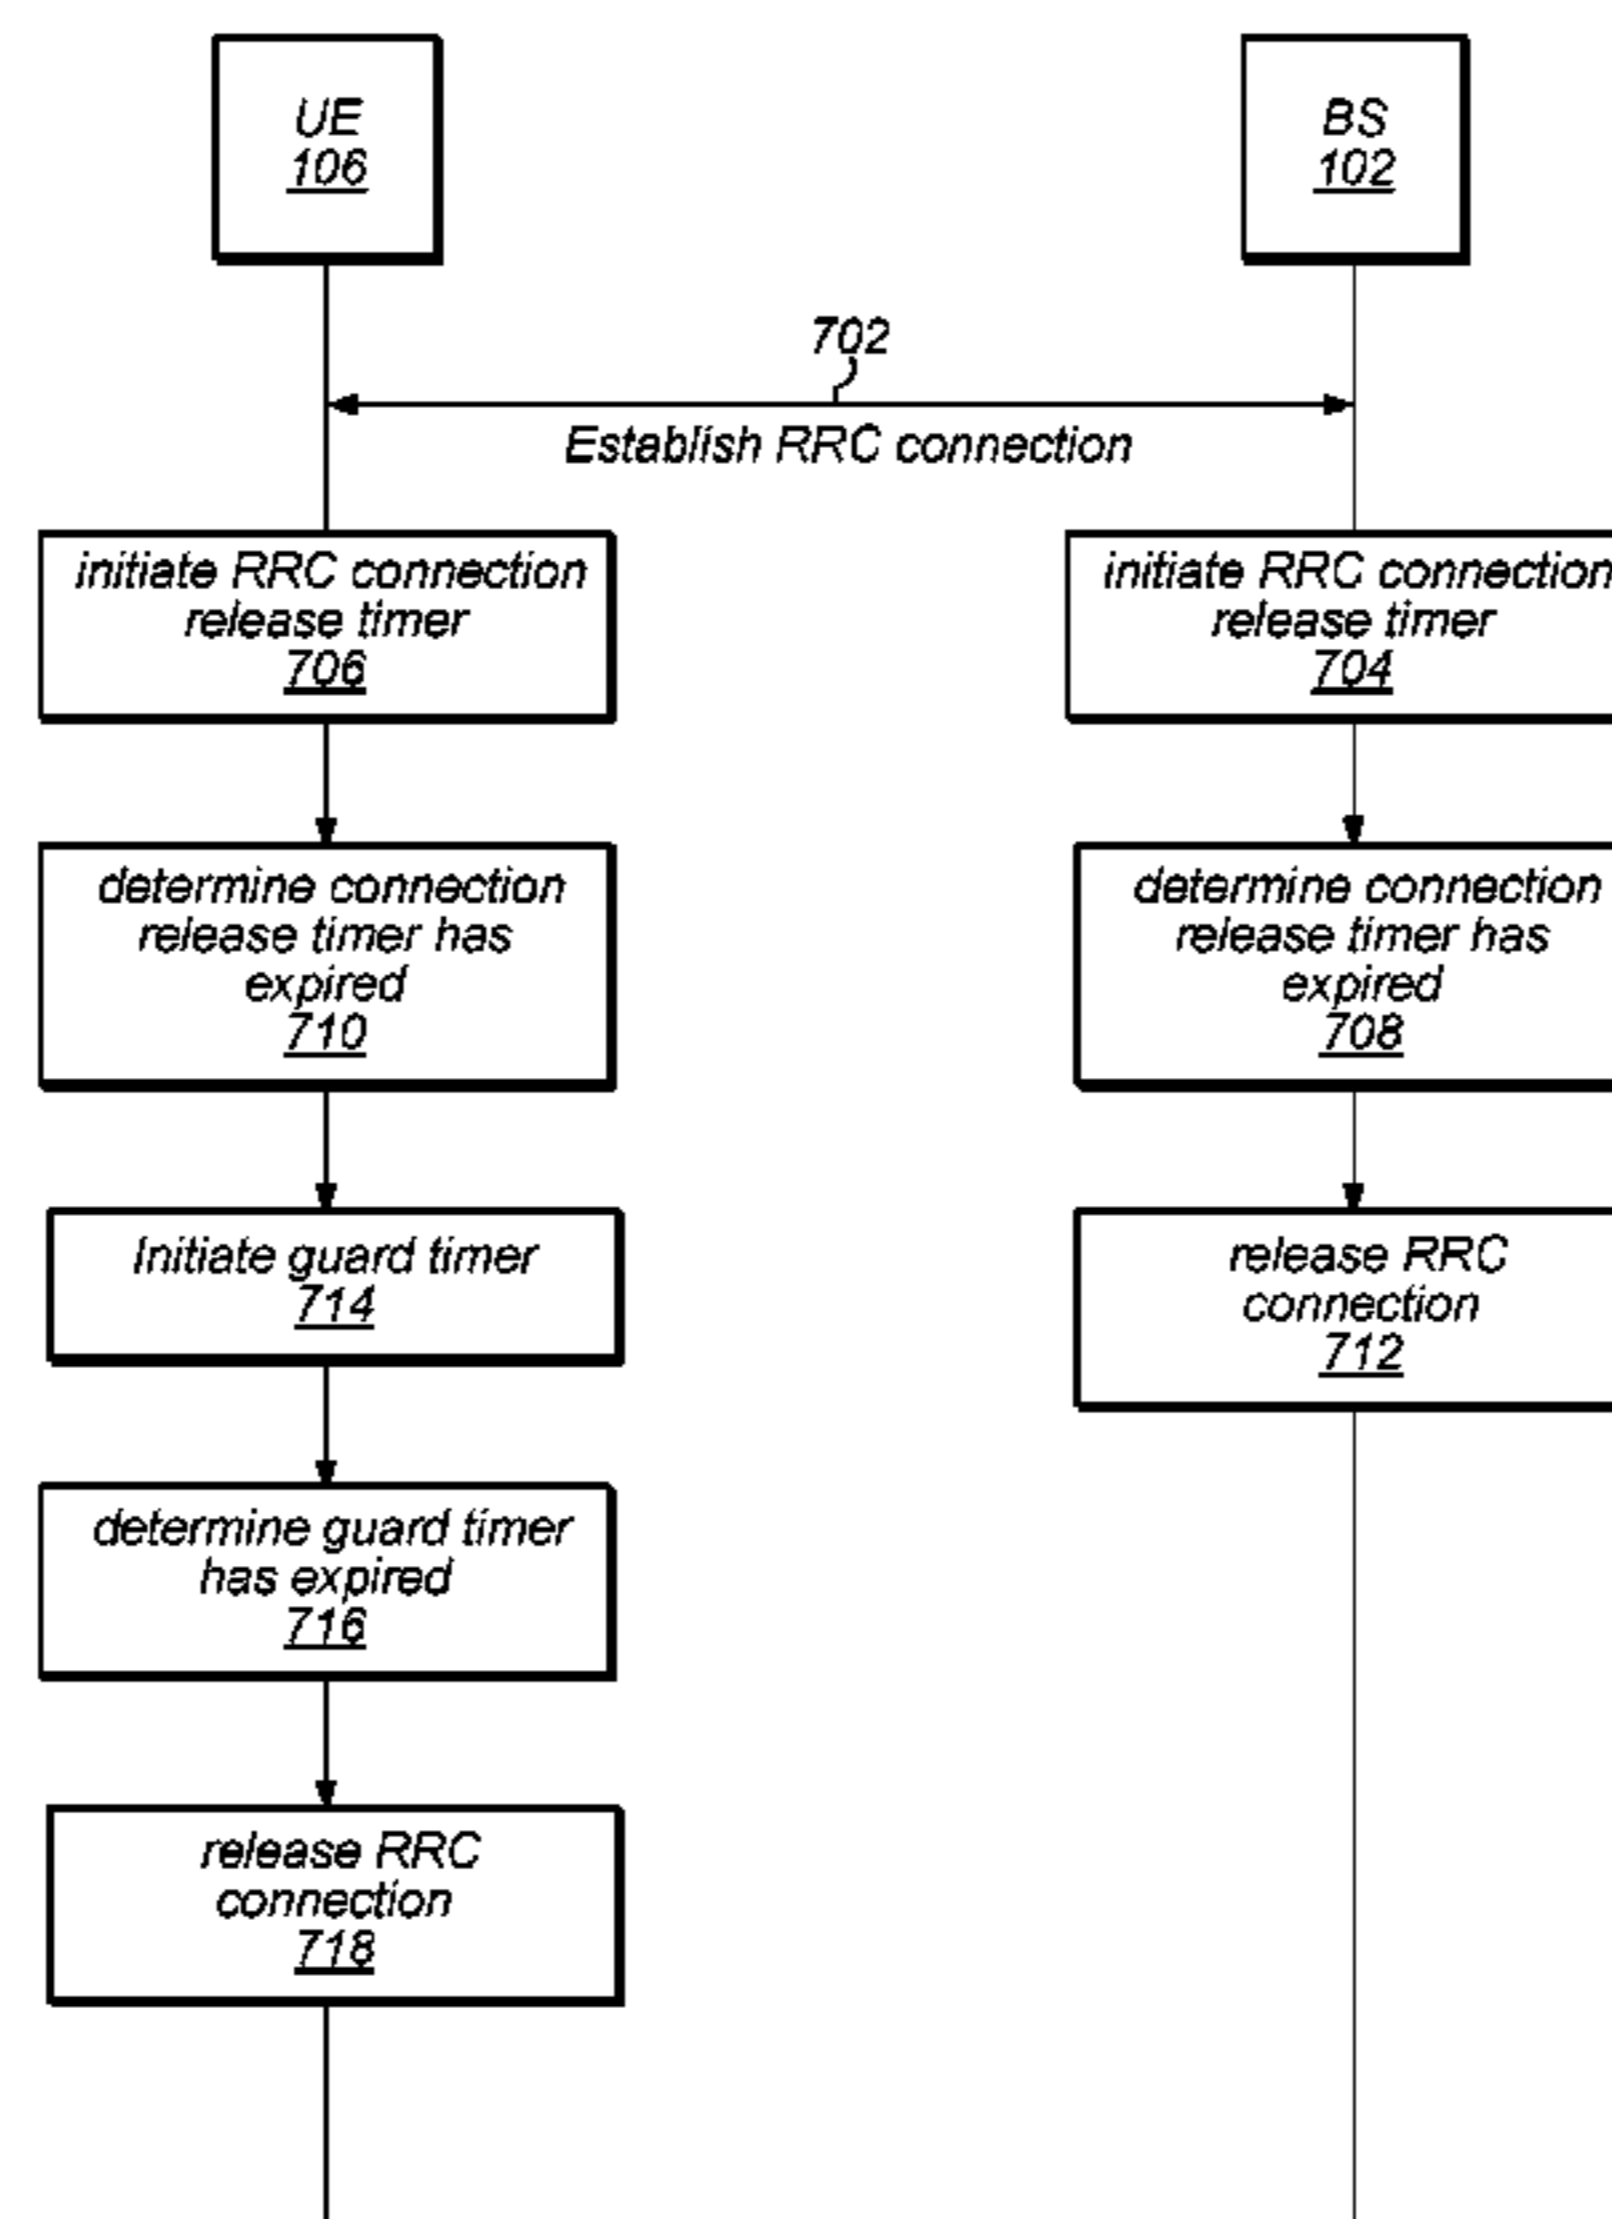 UE
106
BS
102
702
Establish RRC connection
initiate RRC connection
release timer
706
initiate RRC connection
release timer
704
determine connection
release timer has
expired
710
determine connection
release timer has
expired
708
Initiate guard timer
714
release RRC
connection
712
determine guard timer
has expired
716
release RRC
connection
718